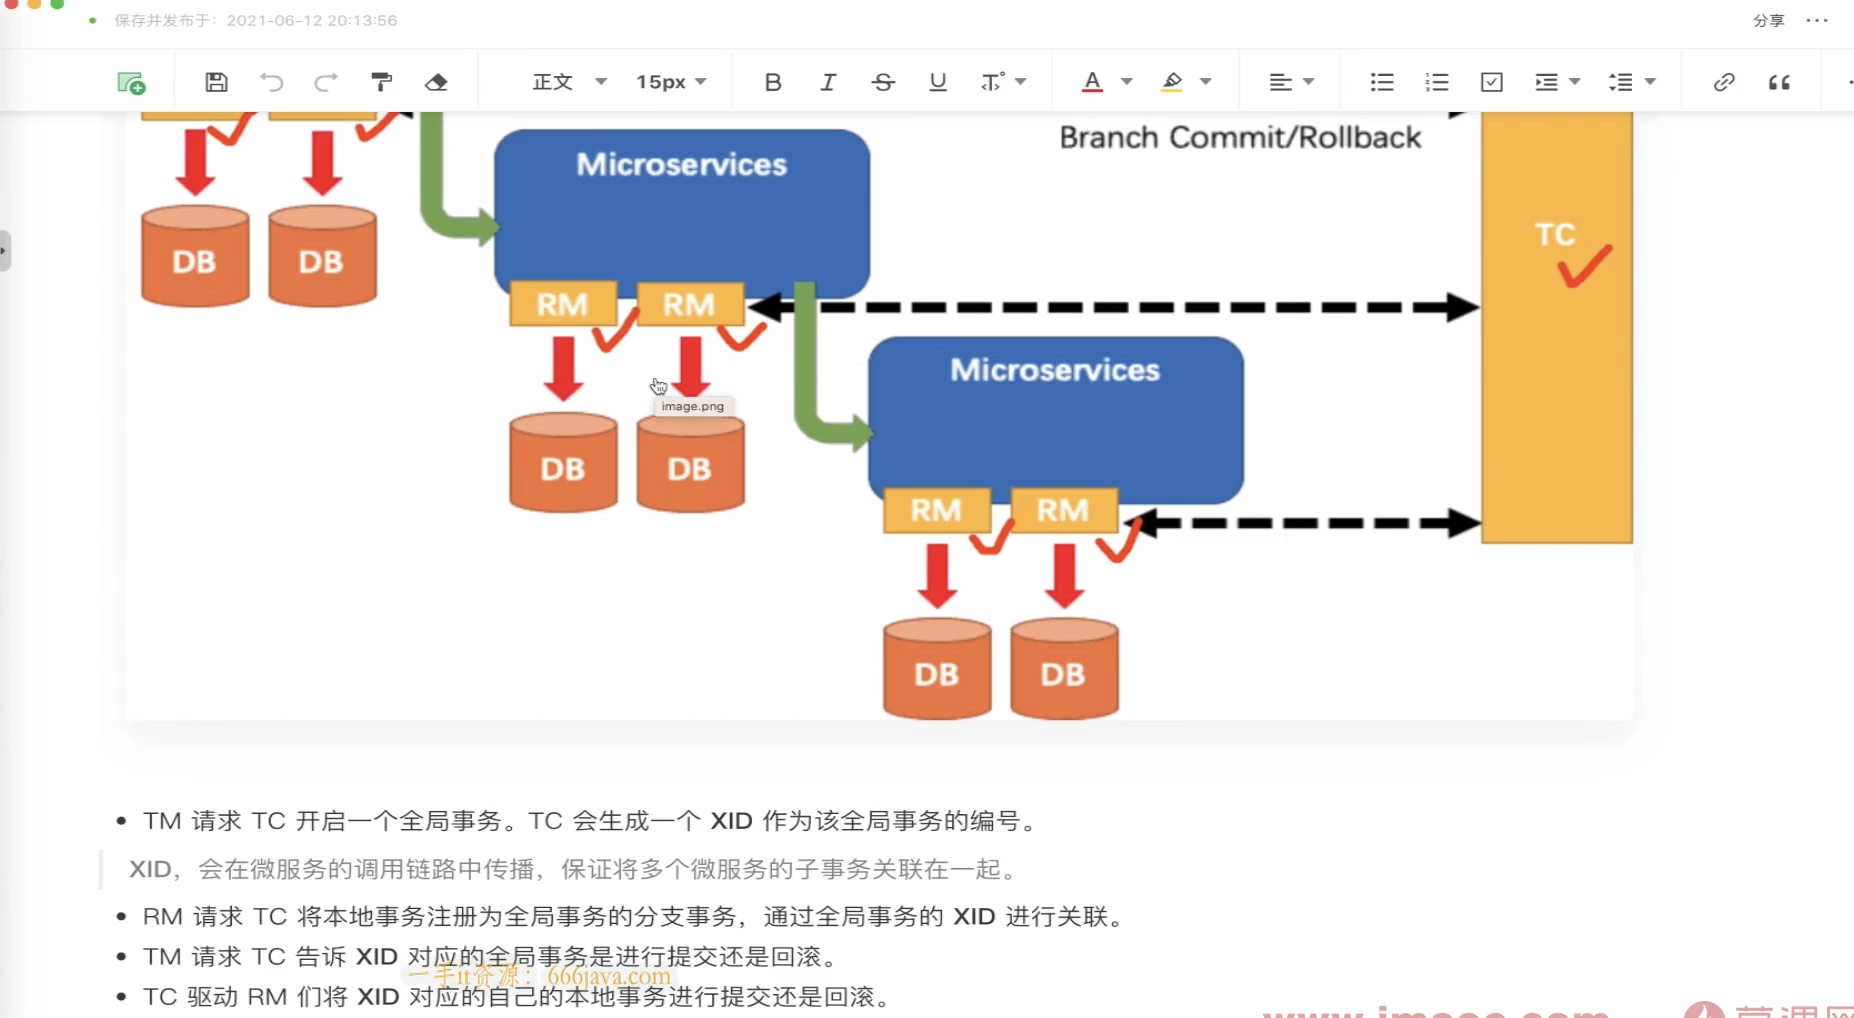 保存并发布于：2021-06-12 20:13:56
分享
正文 15px
Branch Commit/Rollback
Microservices
TC
DB DB
RM RM
Microservices
image.png
DB DB
RM RM
DB DB
TM 请求 TC 开启一个全局事务。TC 会生成一个 XID 作为该全局事务的编号。
XID，会在微服务的调用链路中传播，保证将多个微服务的子事务关联在一起。
RM 请求 TC 将本地事务注册为全局事务的分支事务，通过全局事务的 XID 进行关联。
TM 请求 TC 告诉 XID 对应的全局事务是进行提交还是回滚。
一手it资源：666java.com
TC 驱动 RM 们将 XID 对应的自己的本地事务进行提交还是回滚。